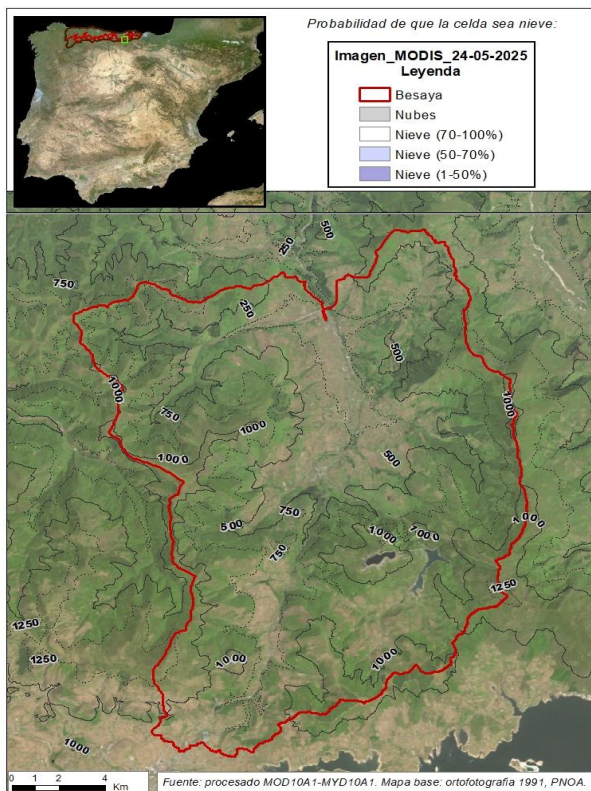 Probabilidad de que la celda sea nieve:
Imagen_MODIS_24-05-2025
Leyenda
Besaya
Nubes
Nieve (70-100%)
Nieve (50-70%)
Nieve (1-50%)
500
250
750
250
500
1000
1000
750
1000
1000
500
750
500
1000
1000
1000
750
1250
1250
1250
1000
1000
1000
0 1 2 4
Km
Fuente: procesado MOD10A1-MYD10A1. Mapa base: ortofotografia 1991, PNOA.